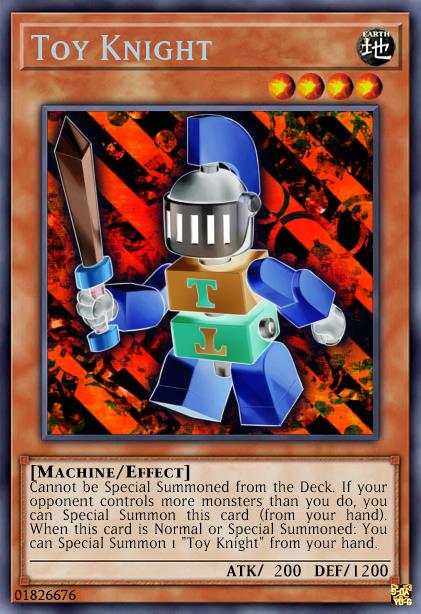 TOY KNIGHT
EARTH
地
T
T
[MACHINE/EFFECT]
Cannot be Special Summoned from the Deck. If your
opponent controls more monsters than you do, you
can Special Summon this card (from your hand).
When this card is Normal or Special Summoned: You
can Special Summon 1 "Toy Knight" from your hand.
ATK/ 200 DEF/1200
01826676